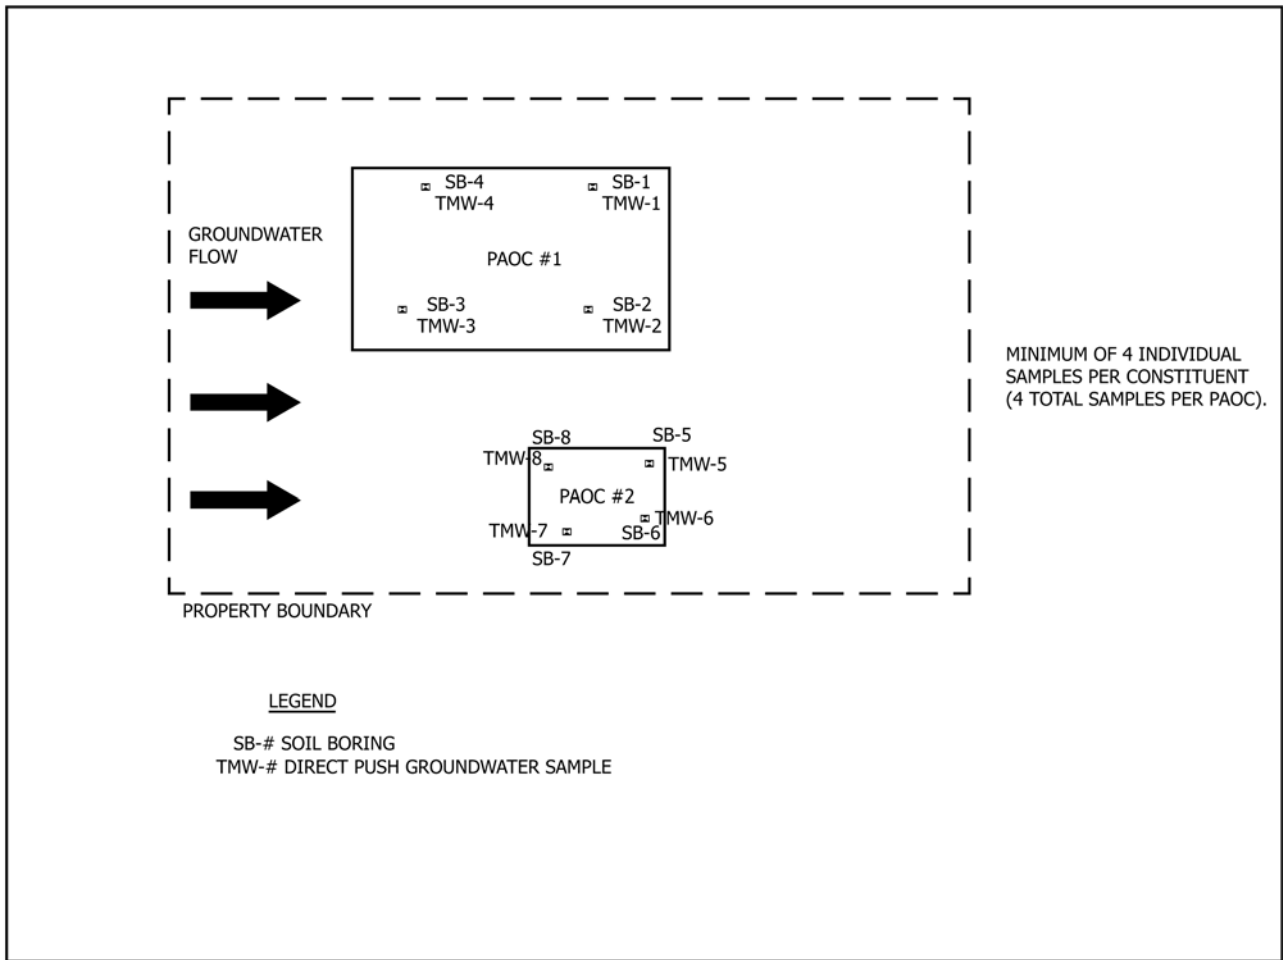 SB-4
TMW-4
SB-1
TMW-1
GROUNDWATER
FLOW
PAOC #1
SB-3
TMW-3
SB-2
TMW-2
MINIMUM OF 4 INDIVIDUAL
SAMPLES PER CONSTITUENT
(4 TOTAL SAMPLES PER PAOC).
SB-8
TMW-8
SB-5
TMW-5
PAOC #2
TMW-7
SB-7
TMW-6
SB-6
PROPERTY BOUNDARY
LEGEND
SB-# SOIL BORING
TMW-# DIRECT PUSH GROUNDWATER SAMPLE